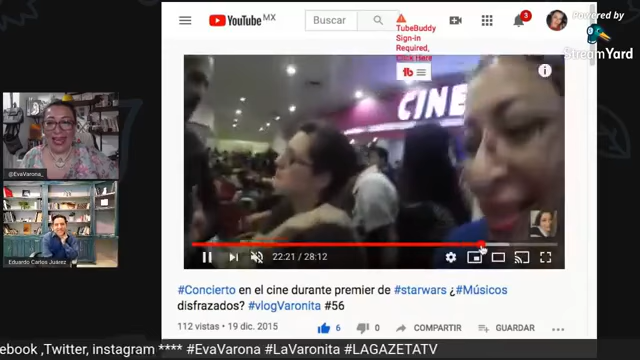 YouTube MX
Buscar
TubeBuddy
Sign-in
Required,
Click Here
3
Powered by
StreamYard
CINE
@EvaVarona_
Eduardo Carlos Juárez
22:21 / 28:12
#Concierto en el cine durante premier de #starwars ¿#Músicos
disfrazados? #vlogVaronita #56
112 vistas • 19 dic. 2015
6
0
COMPARTIR
GUARDAR
ebook ,Twitter, instagram **** #EvaVarona #LaVaronita #LAGAZETATV